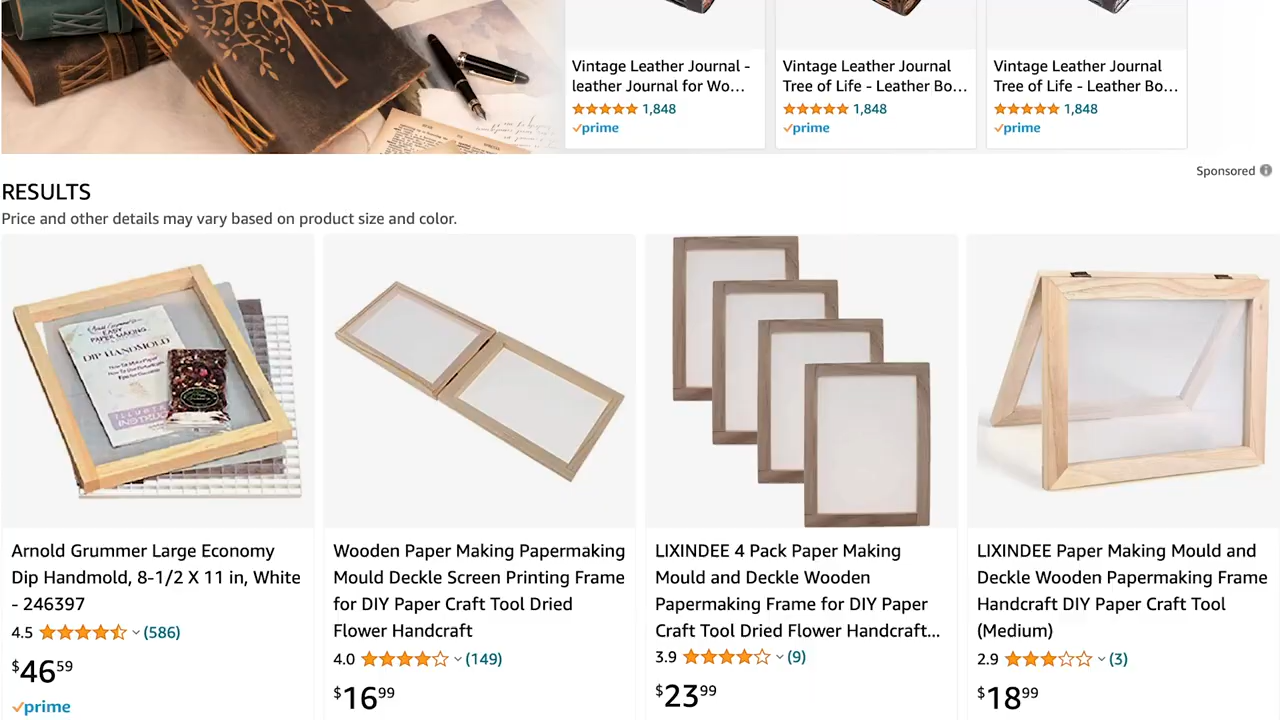 Vintage Leather Journal -
leather Journal for Wo...
1,848
prime
Vintage Leather Journal
Tree of Life - Leather Bo...
1,848
prime
Vintage Leather Journal
Tree of Life - Leather Bo...
1,848
prime
Sponsored
RESULTS
Price and other details may vary based on product size and color.
EASY
PAPER MAKING
DIP HANDMOLD
Arnold Grummer Large Economy
Dip Handmold, 8-1/2 X 11 in, White
- 246397
4.5 (586)
$46 59
prime
Wooden Paper Making Papermaking
Mould Deckle Screen Printing Frame
for DIY Paper Craft Tool Dried
Flower Handcraft
4.0 (149)
$16 99
LIXINDEE 4 Pack Paper Making
Mould and Deckle Wooden
Papermaking Frame for DIY Paper
Craft Tool Dried Flower Handcraft...
3.9 (9)
$23 99
LIXINDEE Paper Making Mould and
Deckle Wooden Papermaking Frame
Handcraft DIY Paper Craft Tool
(Medium)
2.9 (3)
$18 99